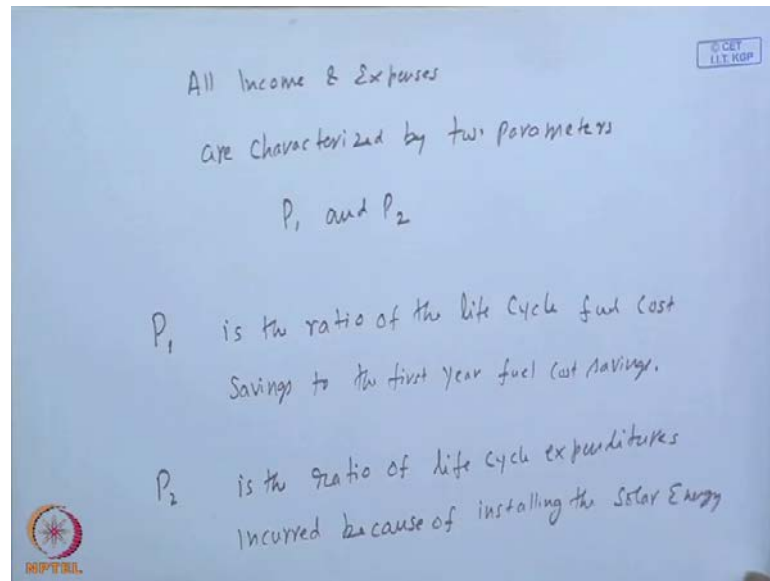 © CET
I.I.T. KGP
All Income & Expenses
are characterized by two parameters
P₁ and P₂
P₁ is the ratio of the life cycle fuel cost
Savings to the first year fuel cost savings.
P₂ is the ratio of life cycle expenditures
Incurred because of installing the Solar Energy
NPTEL